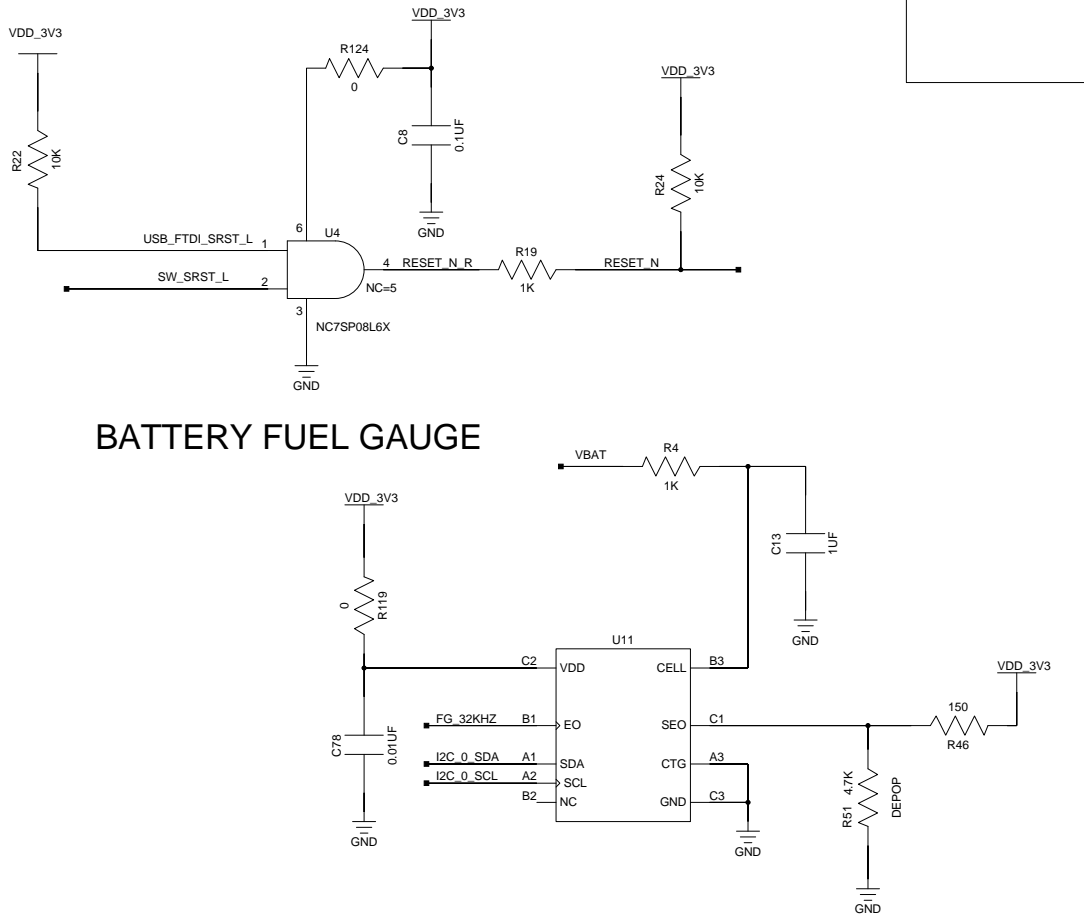 VDD_3V3
VDD_3V3
R124
0
VDD_3V3
C8
0.1UF
R22
10K
R24
10K
GND
6
U4
USB_FTDI_SRST_L
1
R19
4
RESET_N_R
RESET_N
SW_SRST_L
2
1K
NC=5
3
NC7SP08L6X
GND
BATTERY FUEL GAUGE
VBAT
R4
1K
VDD_3V3
C13
1UF
0
R119
GND
U11
C2
VDD
CELL
B3
VDD_3V3
FG_32KHZ
B1
EO
SEO
C1
150
R46
C78
0.01UF
I2C_0_SDA
A1
SDA
CTG
A3
I2C_0_SCL
A2
SCL
B2
NC
GND
C3
R51
4.7K
DEPOP
GND
GND
GND